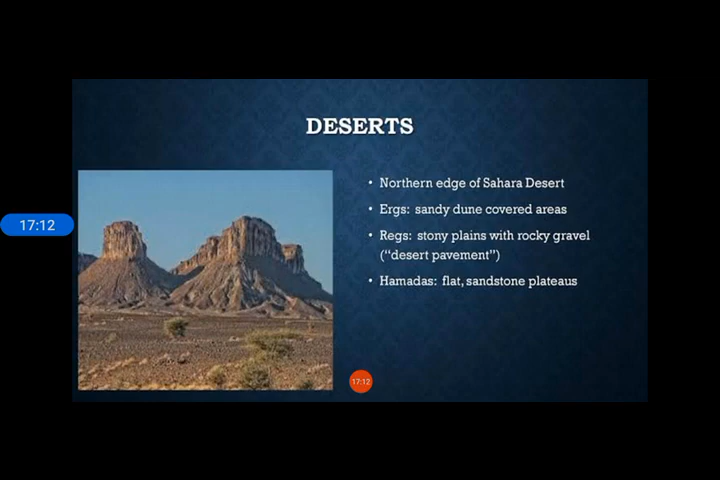 DESERTS
• Northern edge of Sahara Desert
• Ergs: sandy dune covered areas
• Regs: stony plains with rocky gravel
("desert pavement")
• Hamadas: flat, sandstone plateaus
17:12
17:12